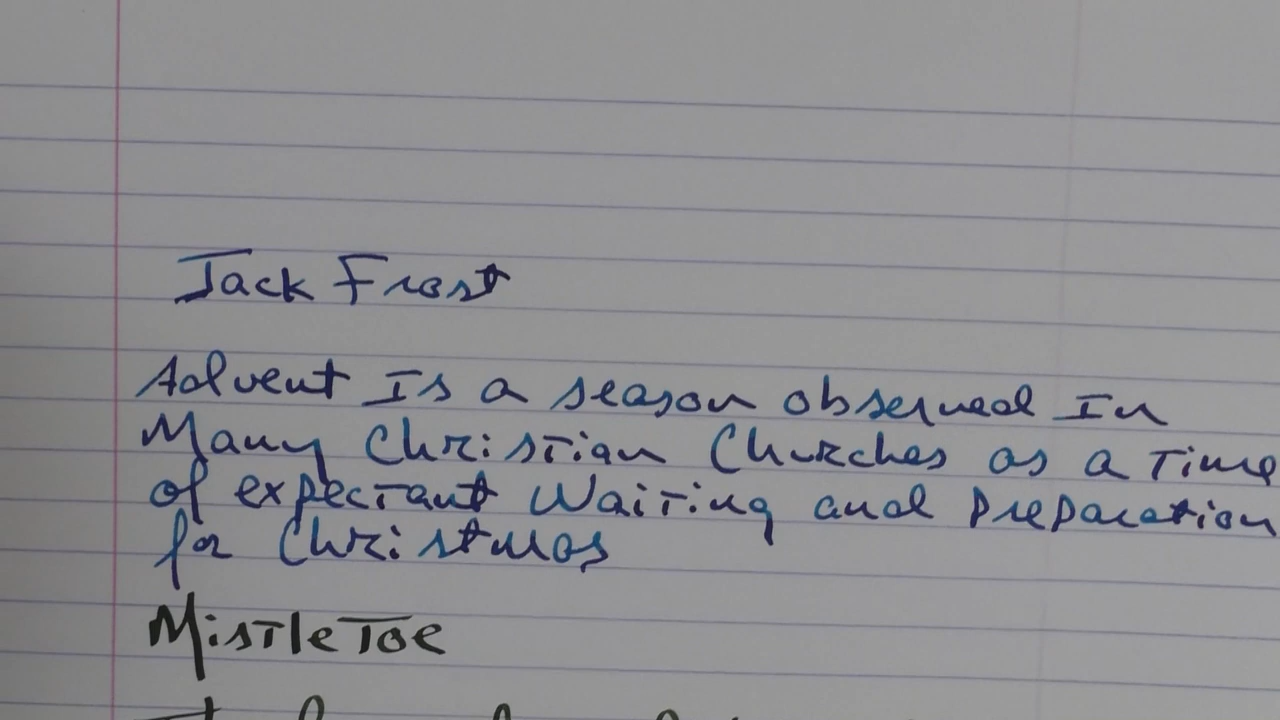 Jack Frost
Advent Is a season observed In
Many Christian Churches as a Time
of expectant Waiting and Preparation
for Christmas
MistleToe